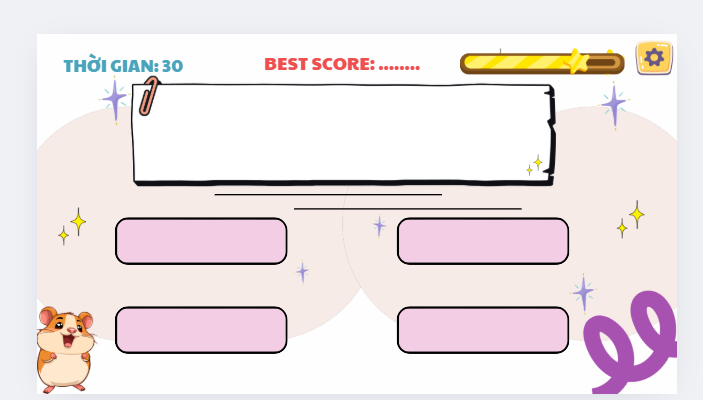 THỜI GIAN: 30
BEST SCORE: ........